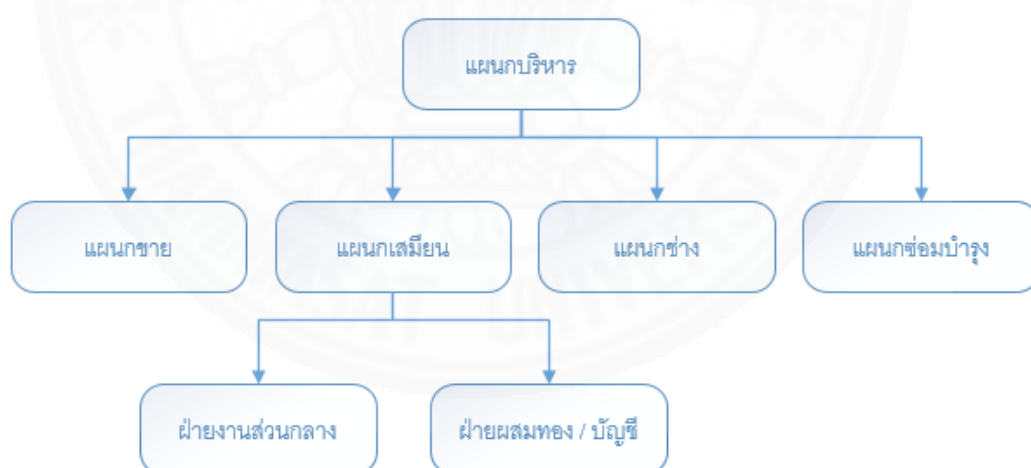 แผนกบริหาร
แผนกขาย
แผนกเสมียน
แผนกช่าง
แผนกซ่อมบำรุง
ฝ่ายงานส่วนกลาง
ฝ่ายผสมทอง / บัญชี